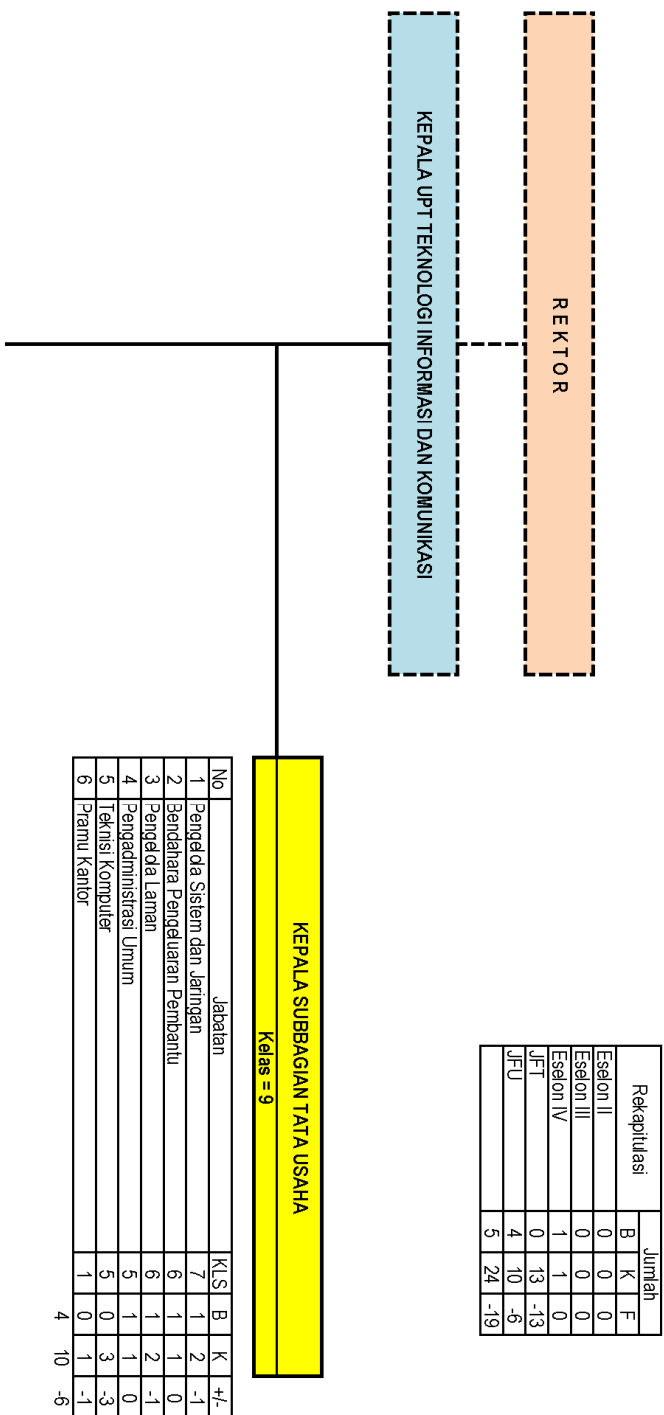 REKTOR
KEPALA UPT TEKNOLOGI INFORMASI DAN KOMUNIKASI
Rekapitulasi Jumlah
B K F
Eselon II 0 0 0
Eselon III 0 0 0
Eselon IV 1 1 0
JFT 0 13 -13
JFU 4 10 -6
5 24 -19
KEPALA SUBBAGIAN TATA USAHA
Kelas = 9
No Jabatan KLS B K +/-
1 Pengelola Sistem dan Jaringan 7 1 2 -1
2 Bendahara Pengeluaran Pembantu 6 1 1 0
3 Pengelola Laman 6 1 2 -1
4 Pengadministrasi Umum 5 1 1 0
5 Teknisi Komputer 5 0 3 -3
6 Pramu Kantor 1 0 1 -1
4 10 -6